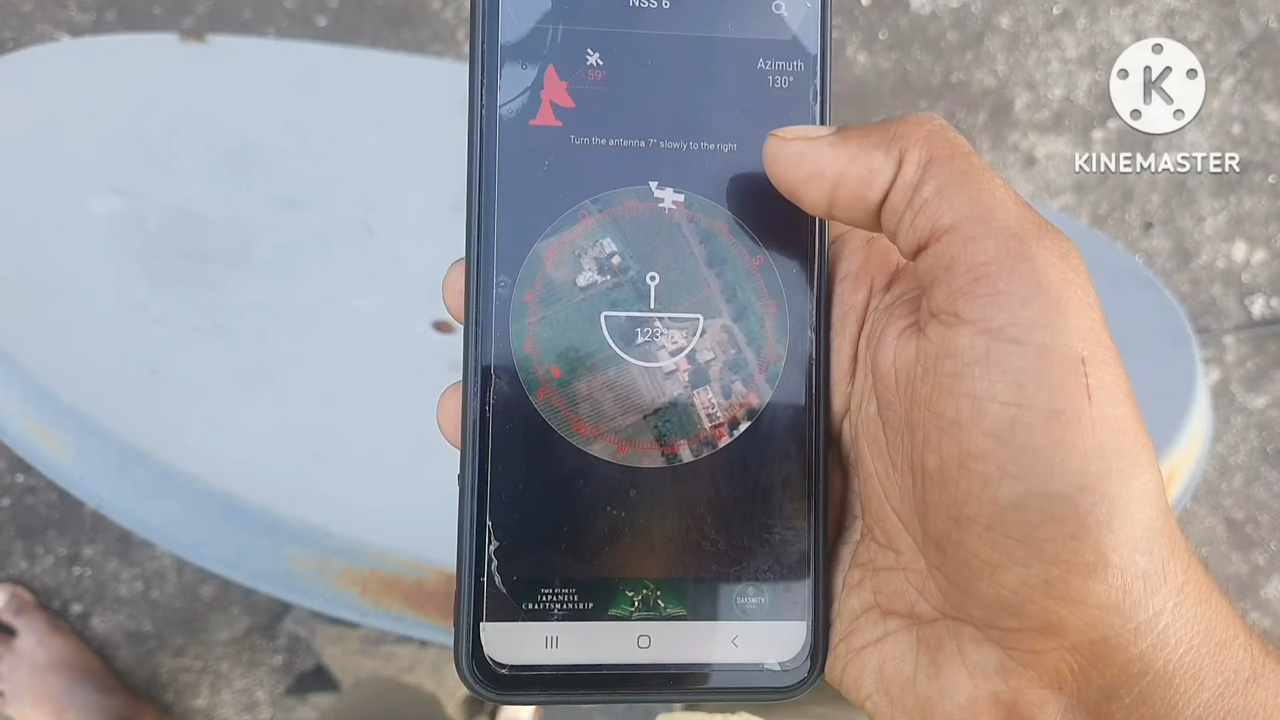 NSS 6
59°
Azimuth
130°
Turn the antenna 7° slowly to the right
123°
THE FINEST
JAPANESE
CRAFTSMANSHIP
OAKSMITH
K
KINEMASTER